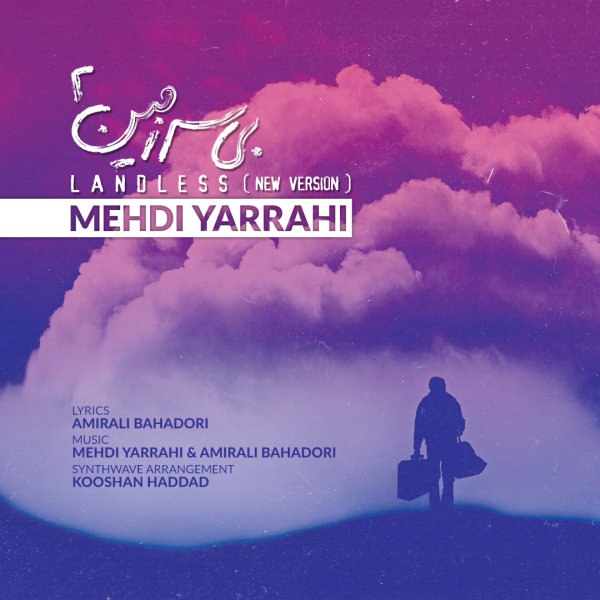 بی سرزمین ۲
LANDLESS (NEW VERSION)
MEHDI YARRAHI
LYRICS
AMIRALI BAHADORI
MUSIC
MEHDI YARRAHI & AMIRALI BAHADORI
SYNTHWAVE ARRANGEMENT
KOOSHAN HADDAD